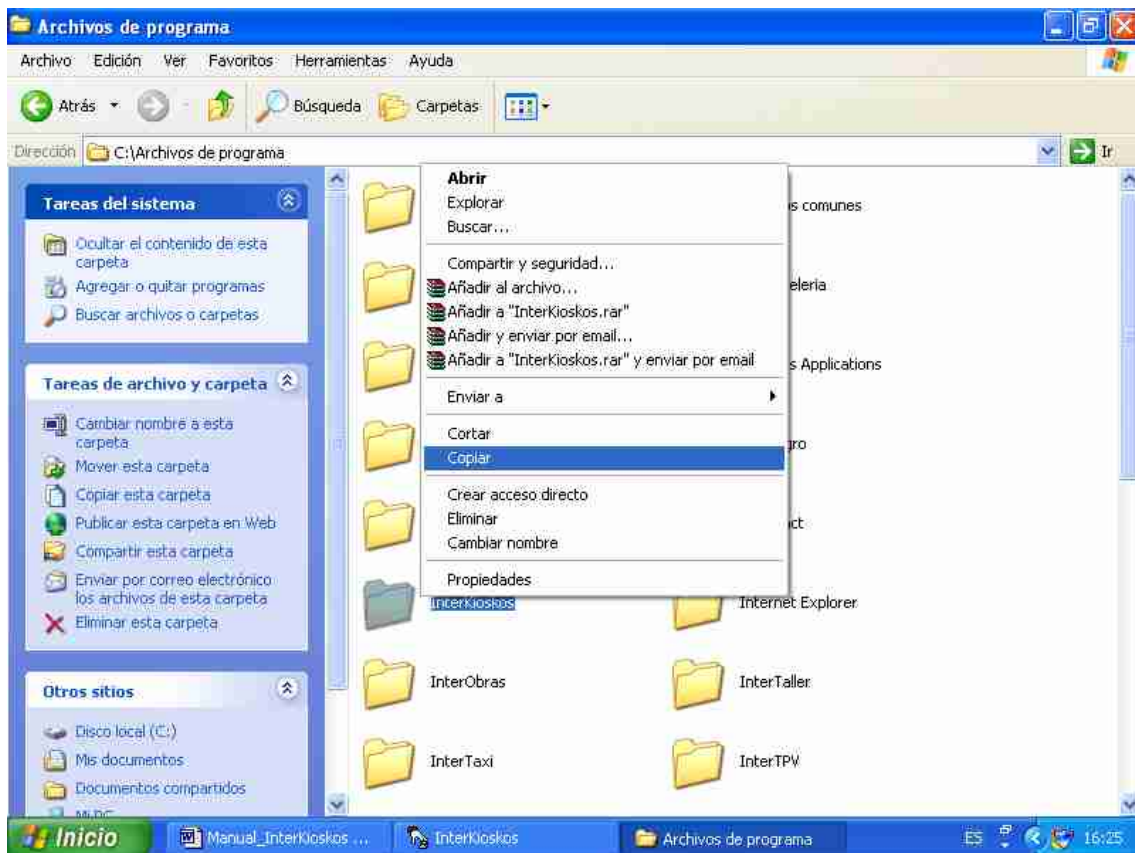 Archivos de programa
Archivo Edición Ver Favoritos Herramientas Ayuda
Atrás Búsqueda Carpetas
Dirección C:\Archivos de programa Ir
Tareas del sistema
Ocultar el contenido de esta
carpeta
Agregar o quitar programas
Buscar archivos o carpetas
Tareas de archivo y carpeta
Cambiar nombre a esta
carpeta
Mover esta carpeta
Copiar esta carpeta
Publicar esta carpeta en Web
Compartir esta carpeta
Enviar por correo electrónico
los archivos de esta carpeta
Eliminar esta carpeta
Otros sitios
Disco local (C:)
Mis documentos
Documentos compartidos
Mi PC
Abrir
Explorar
Buscar...
Compartir y seguridad...
Añadir al archivo...
Añadir a "InterKioskos.rar"
Añadir y enviar por email...
Añadir a "InterKioskos.rar" y enviar por email
Enviar a
Cortar
Copiar
Crear acceso directo
Eliminar
Cambiar nombre
Propiedades
s comunes
eleria
s Applications
gro
ct
InterKioskos
Internet Explorer
InterObras
InterTaller
InterTaxi
InterTPV
Inicio Manual_InterKioskos ... InterKioskos Archivos de programa ES 16:25